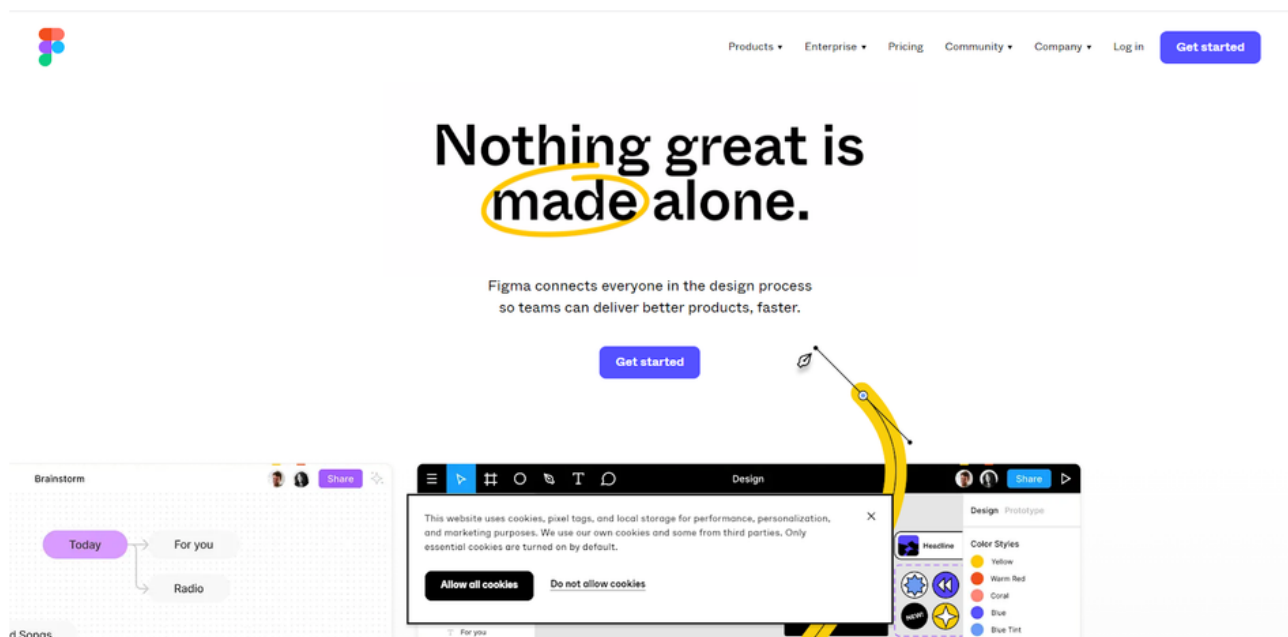 Products ▾ Enterprise ▾ Pricing Community ▾ Company ▾ Log in Get started
Nothing great is
made alone.
Figma connects everyone in the design process
so teams can deliver better products, faster.
Get started
Brainstorm Share
Today
For you
Radio
d Songs
T Design Share
This website uses cookies, pixel tags, and local storage for performance, personalization,
and marketing purposes. We use our own cookies and some from third parties. Only
essential cookies are turned on by default.
Allow all cookies Do not allow cookies
T For you
Headline
NEW!
Design Prototype
Color Styles
Yellow
Warm Red
Coral
Blue
Blue Tint